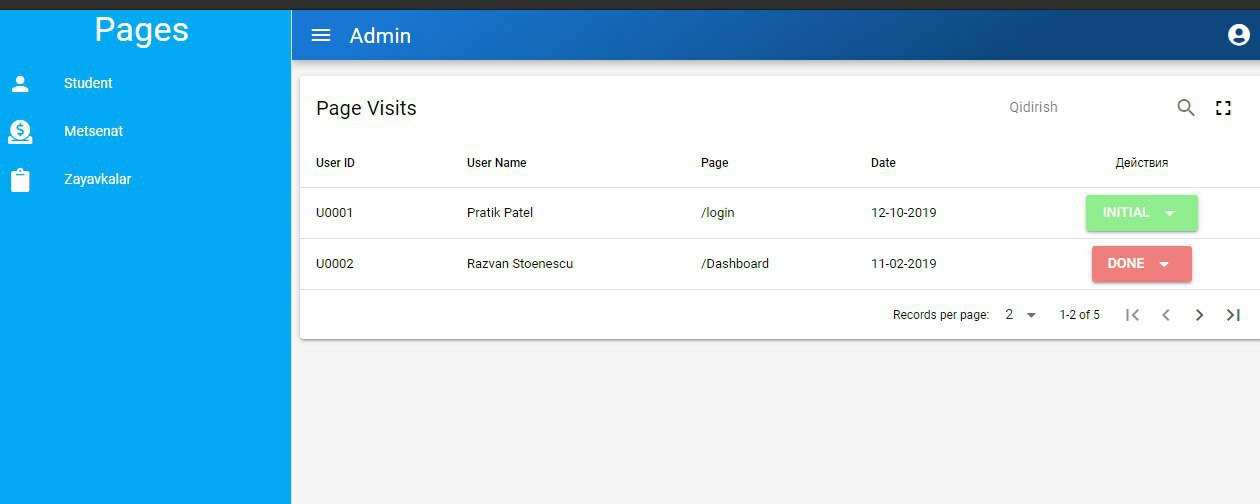 Pages
Student
Metsenat
Zayavkalar
Admin
Page Visits
Qidirish
User ID User Name Page Date Действия
U0001 Pratik Patel /login 12-10-2019 INITIAL
U0002 Razvan Stoenescu /Dashboard 11-02-2019 DONE
Records per page: 2 1-2 of 5